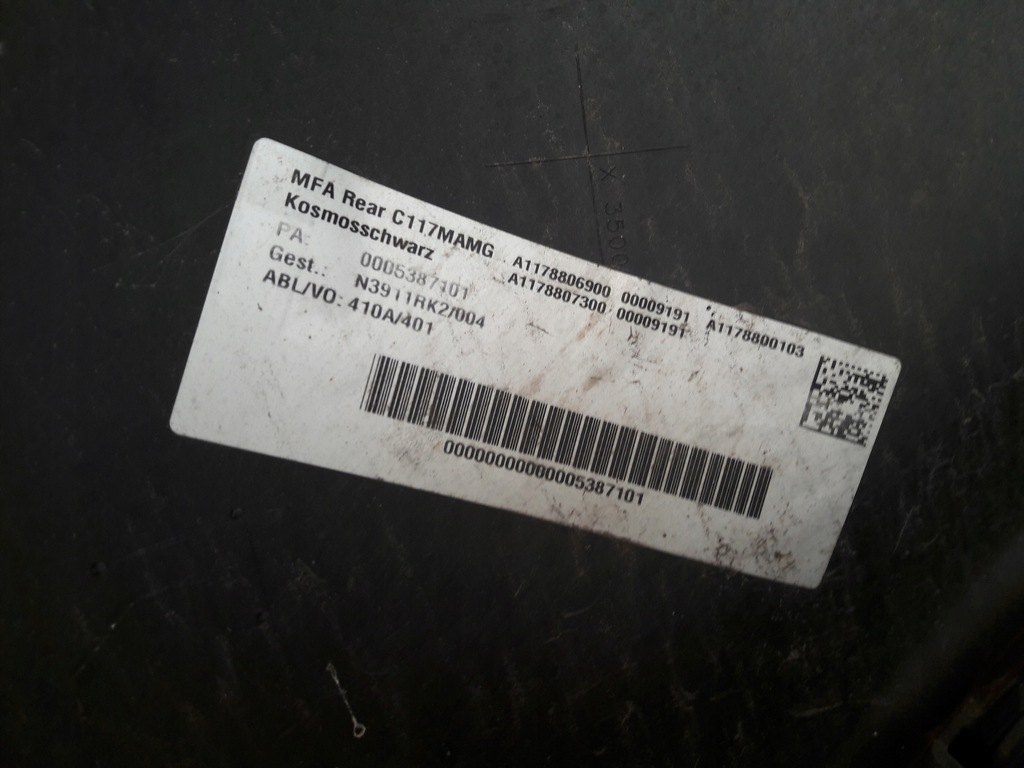 MFA Rear C117MAMG A1178806900 00009191 A1178800103
Kosmosschwarz A1178807300 00009191
PA: 0005387101
Gest.: N3911RK2/004
ABL/VO: 410A/401
00000000000005387101
X 3500